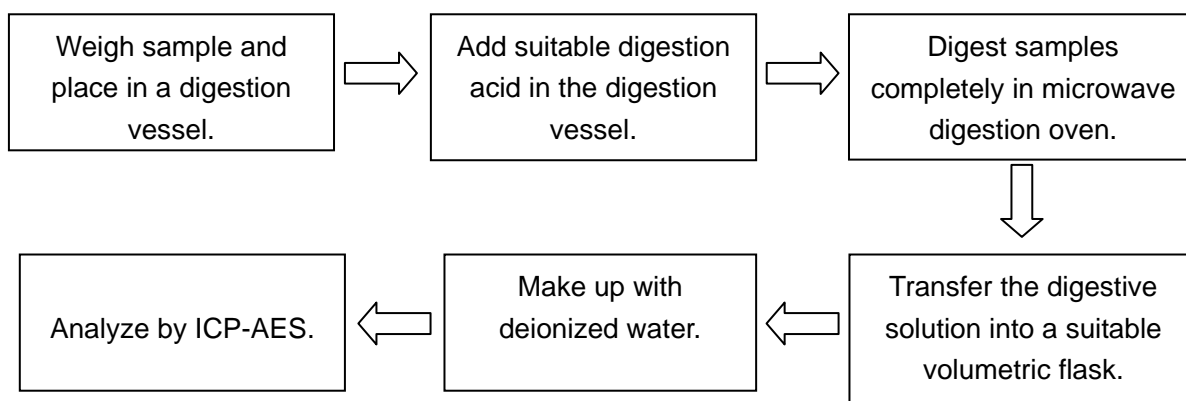 Weigh sample and
place in a digestion
vessel.
Add suitable digestion
acid in the digestion
vessel.
Digest samples
completely in microwave
digestion oven.
Transfer the digestive
solution into a suitable
volumetric flask.
Make up with
deionized water.
Analyze by ICP-AES.